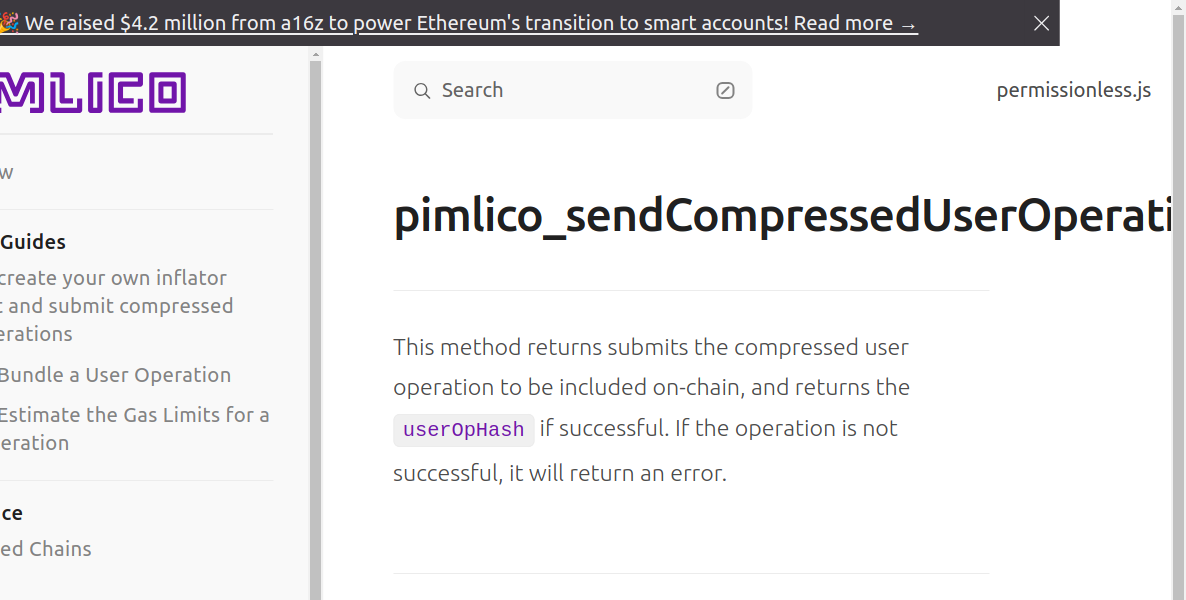 🎉 We raised $4.2 million from a16z to power Ethereum's transition to smart accounts! Read more →
MLICO
w
Guides
create your own inflator
t and submit compressed
erations
Bundle a User Operation
Estimate the Gas Limits for a
eration
ce
ed Chains
Search
permissionless.js
pimlico_sendCompressedUserOperati
This method returns submits the compressed user
operation to be included on-chain, and returns the
userOpHash if successful. If the operation is not
successful, it will return an error.